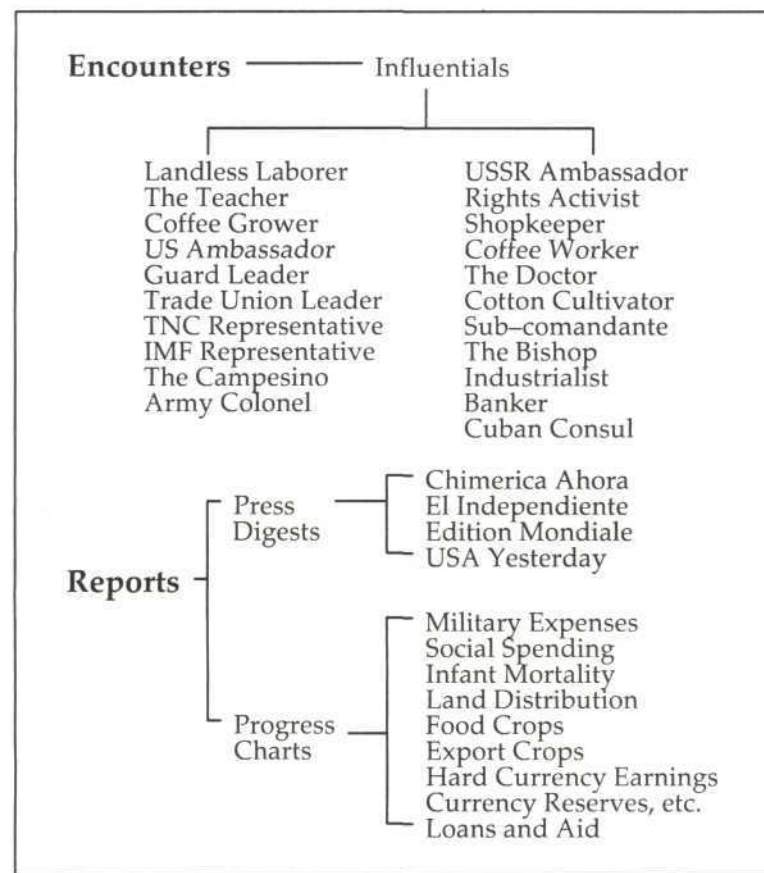 Encounters Influentials
Landless Laborer
The Teacher
Coffee Grower
US Ambassador
Guard Leader
Trade Union Leader
TNC Representative
IMF Representative
The Campesino
Army Colonel
USSR Ambassador
Rights Activist
Shopkeeper
Coffee Worker
The Doctor
Cotton Cultivator
Sub–comandante
The Bishop
Industrialist
Banker
Cuban Consul
Reports
Press
Digests
Chimerica Ahora
El Independiente
Edition Mondiale
USA Yesterday
Progress
Charts
Military Expenses
Social Spending
Infant Mortality
Land Distribution
Food Crops
Export Crops
Hard Currency Earnings
Currency Reserves, etc.
Loans and Aid